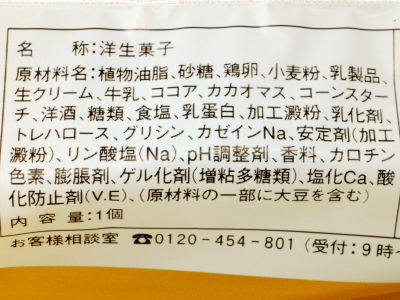 名　　称:洋生菓子
原材料名:植物油脂、砂糖、鶏卵、小麦粉、乳製品、
生クリーム、牛乳、ココア、カカオマス、コーンスター
チ、洋酒、糖類、食塩、乳蛋白、加工澱粉、乳化剤、
トレハロース、グリシン、カゼインNa、安定剤(加工
澱粉)、リン酸塩(Na)、pH調整剤、香料、カロチン
色素、膨脹剤、ゲル化剤(増粘多糖類)、塩化Ca、酸
化防止剤(V.E)、(原材料の一部に大豆を含む)
内 容 量:1個
お客様相談室 ☎0120-454-801 (受付:9時~